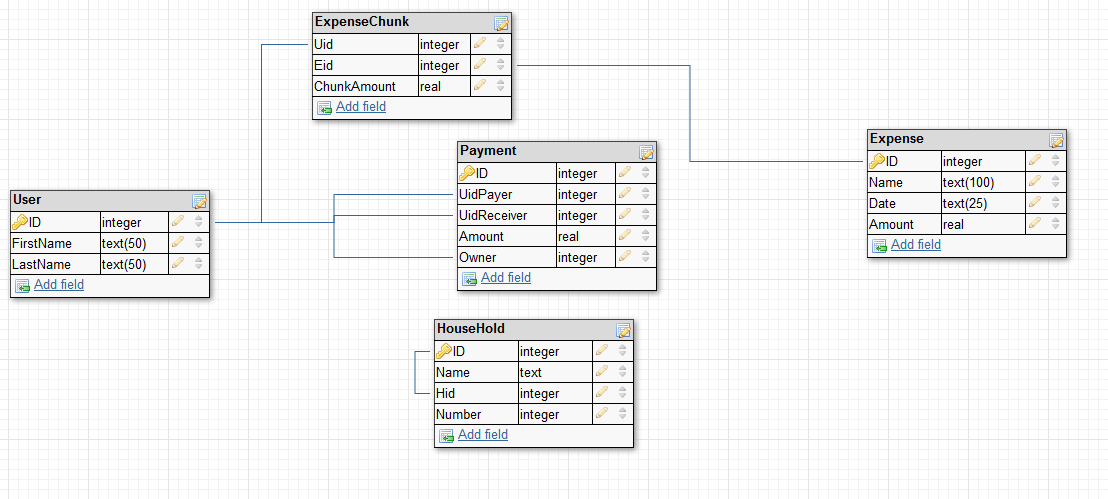 ExpenseChunk
Uid integer
Eid integer
ChunkAmount real
Add field
Payment
ID integer
UidPayer integer
UidReceiver integer
Amount real
Owner integer
Add field
Expense
ID integer
Name text(100)
Date text(25)
Amount real
Add field
User
ID integer
FirstName text(50)
LastName text(50)
Add field
HouseHold
ID integer
Name text
Hid integer
Number integer
Add field